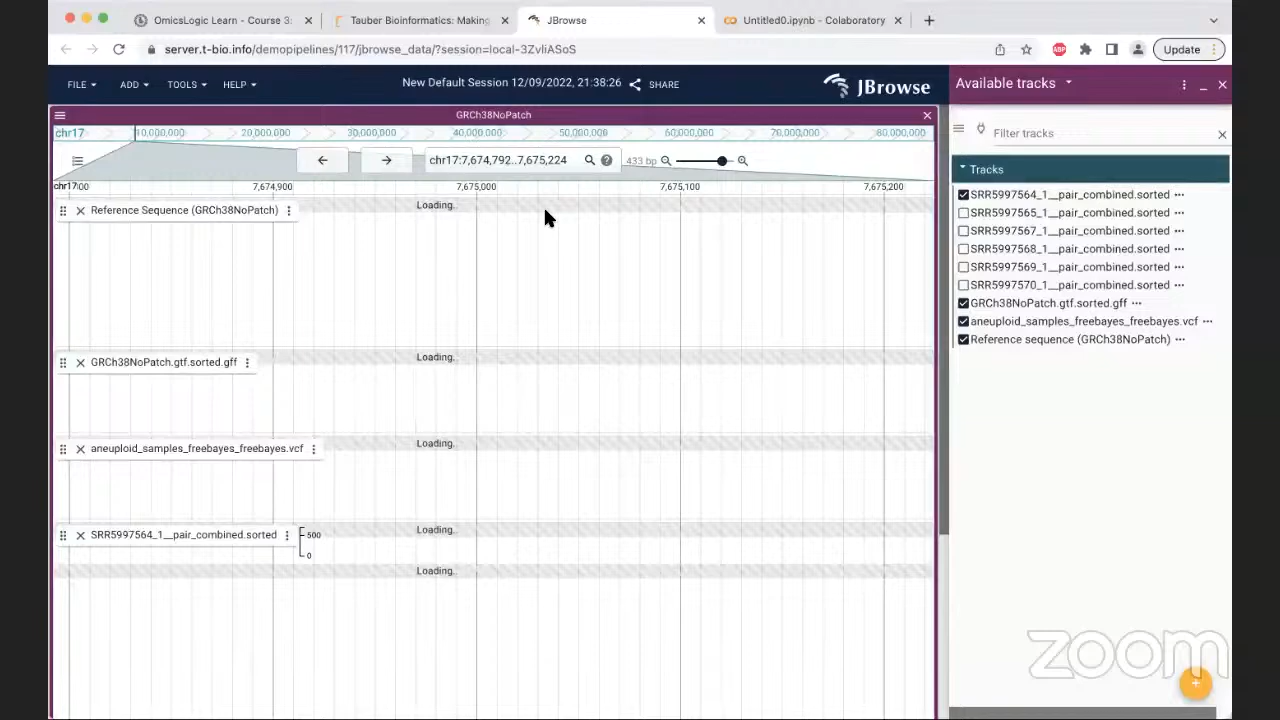 OmicsLogic Learn - Course 3:
Tauber Bioinformatics: Making
JBrowse
Untitled0.ipynb - Colaboratory
server.t-bio.info/demopipelines/117/jbrowse_data/?session=local-3ZvliASoS
ABP
Update
FILE
ADD
TOOLS
HELP
New Default Session 12/09/2022, 21:38:26
SHARE
JBrowse
Available tracks
GRCh38NoPatch
chr17
10,000,000
20,000,000
30,000,000
40,000,000
50,000,000
60,000,000
70,000,000
80,000,000
Filter tracks
chr17:7,674,792..7,675,224
433 bp
Tracks
chr17:00
7,674,900
7,675,000
7,675,100
7,675,200
Reference Sequence (GRCh38NoPatch)
Loading.
GRCh38NoPatch.gtf.sorted.gff
Loading.
aneuploid_samples_freebayes_freebayes.vcf
Loading.
SRR5997564_1__pair_combined.sorted
500
0
Loading.
Loading.
SRR5997564_1__pair_combined.sorted
SRR5997565_1__pair_combined.sorted
SRR5997567_1__pair_combined.sorted
SRR5997568_1__pair_combined.sorted
SRR5997569_1__pair_combined.sorted
SRR5997570_1__pair_combined.sorted
GRCh38NoPatch.gtf.sorted.gff
aneuploid_samples_freebayes_freebayes.vcf
Reference sequence (GRCh38NoPatch)
zoom